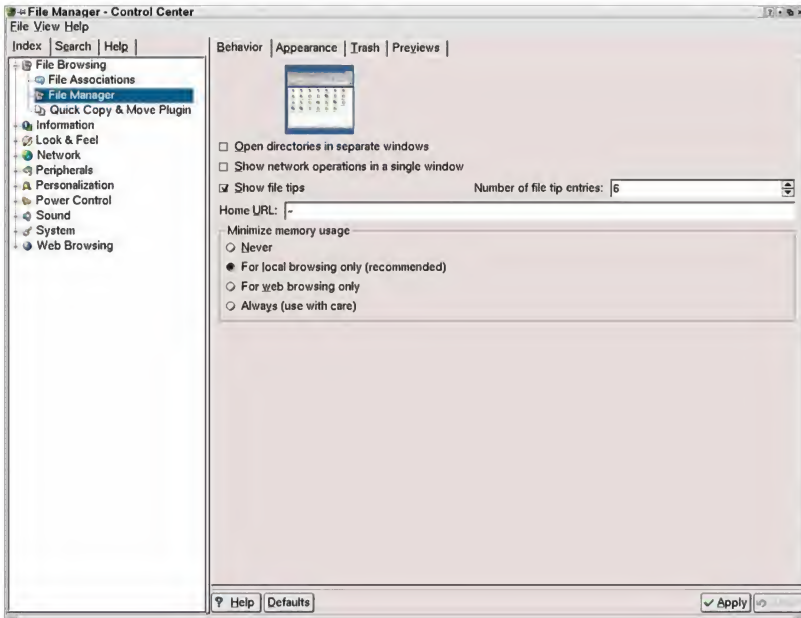 File Manager - Control Center
File View Help
Index Search Help
File Browsing
File Associations
File Manager
Quick Copy & Move Plugin
Information
Look & Feel
Network
Peripherals
Personalization
Power Control
Sound
System
Web Browsing
Behavior Appearance Trash Previews
Open directories in separate windows
Show network operations in a single window
Show file tips Number of file tip entries: 6
Home URL: ~
Minimize memory usage
Never
For local browsing only (recommended)
For web browsing only
Always (use with care)
? Help Defaults Apply